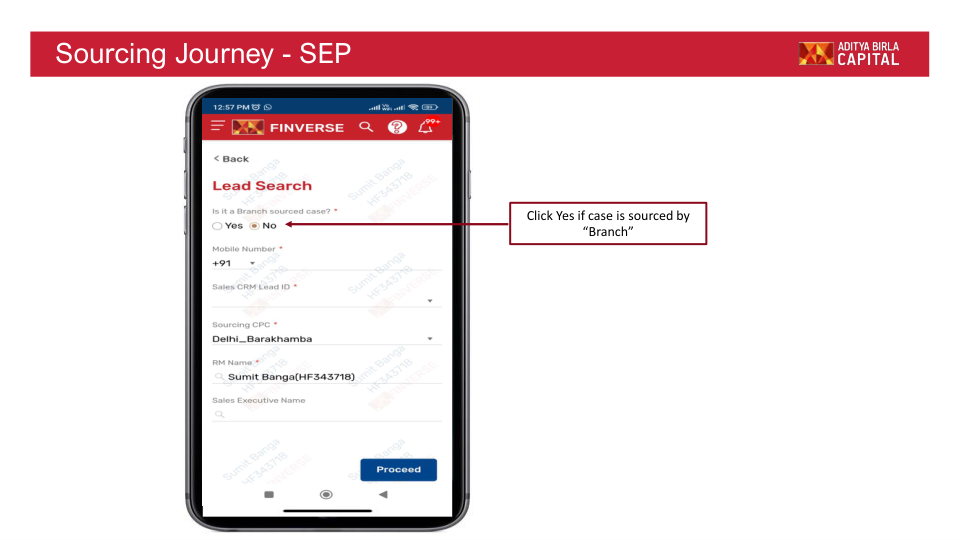 Sourcing Journey - SEP
ADITYA BIRLA
CAPITAL
12:57 PM
FINVERSE
99+
< Back
Lead Search
Is it a Branch sourced case? *
Yes No
Click Yes if case is sourced by
“Branch”
Mobile Number *
+91
Sales CRM Lead ID *
Sourcing CPC *
Delhi_Barakhamba
RM Name *
Sumit Banga(HF343718)
Sales Executive Name
Proceed
Sumit Banga
HF343718
FINVERSE